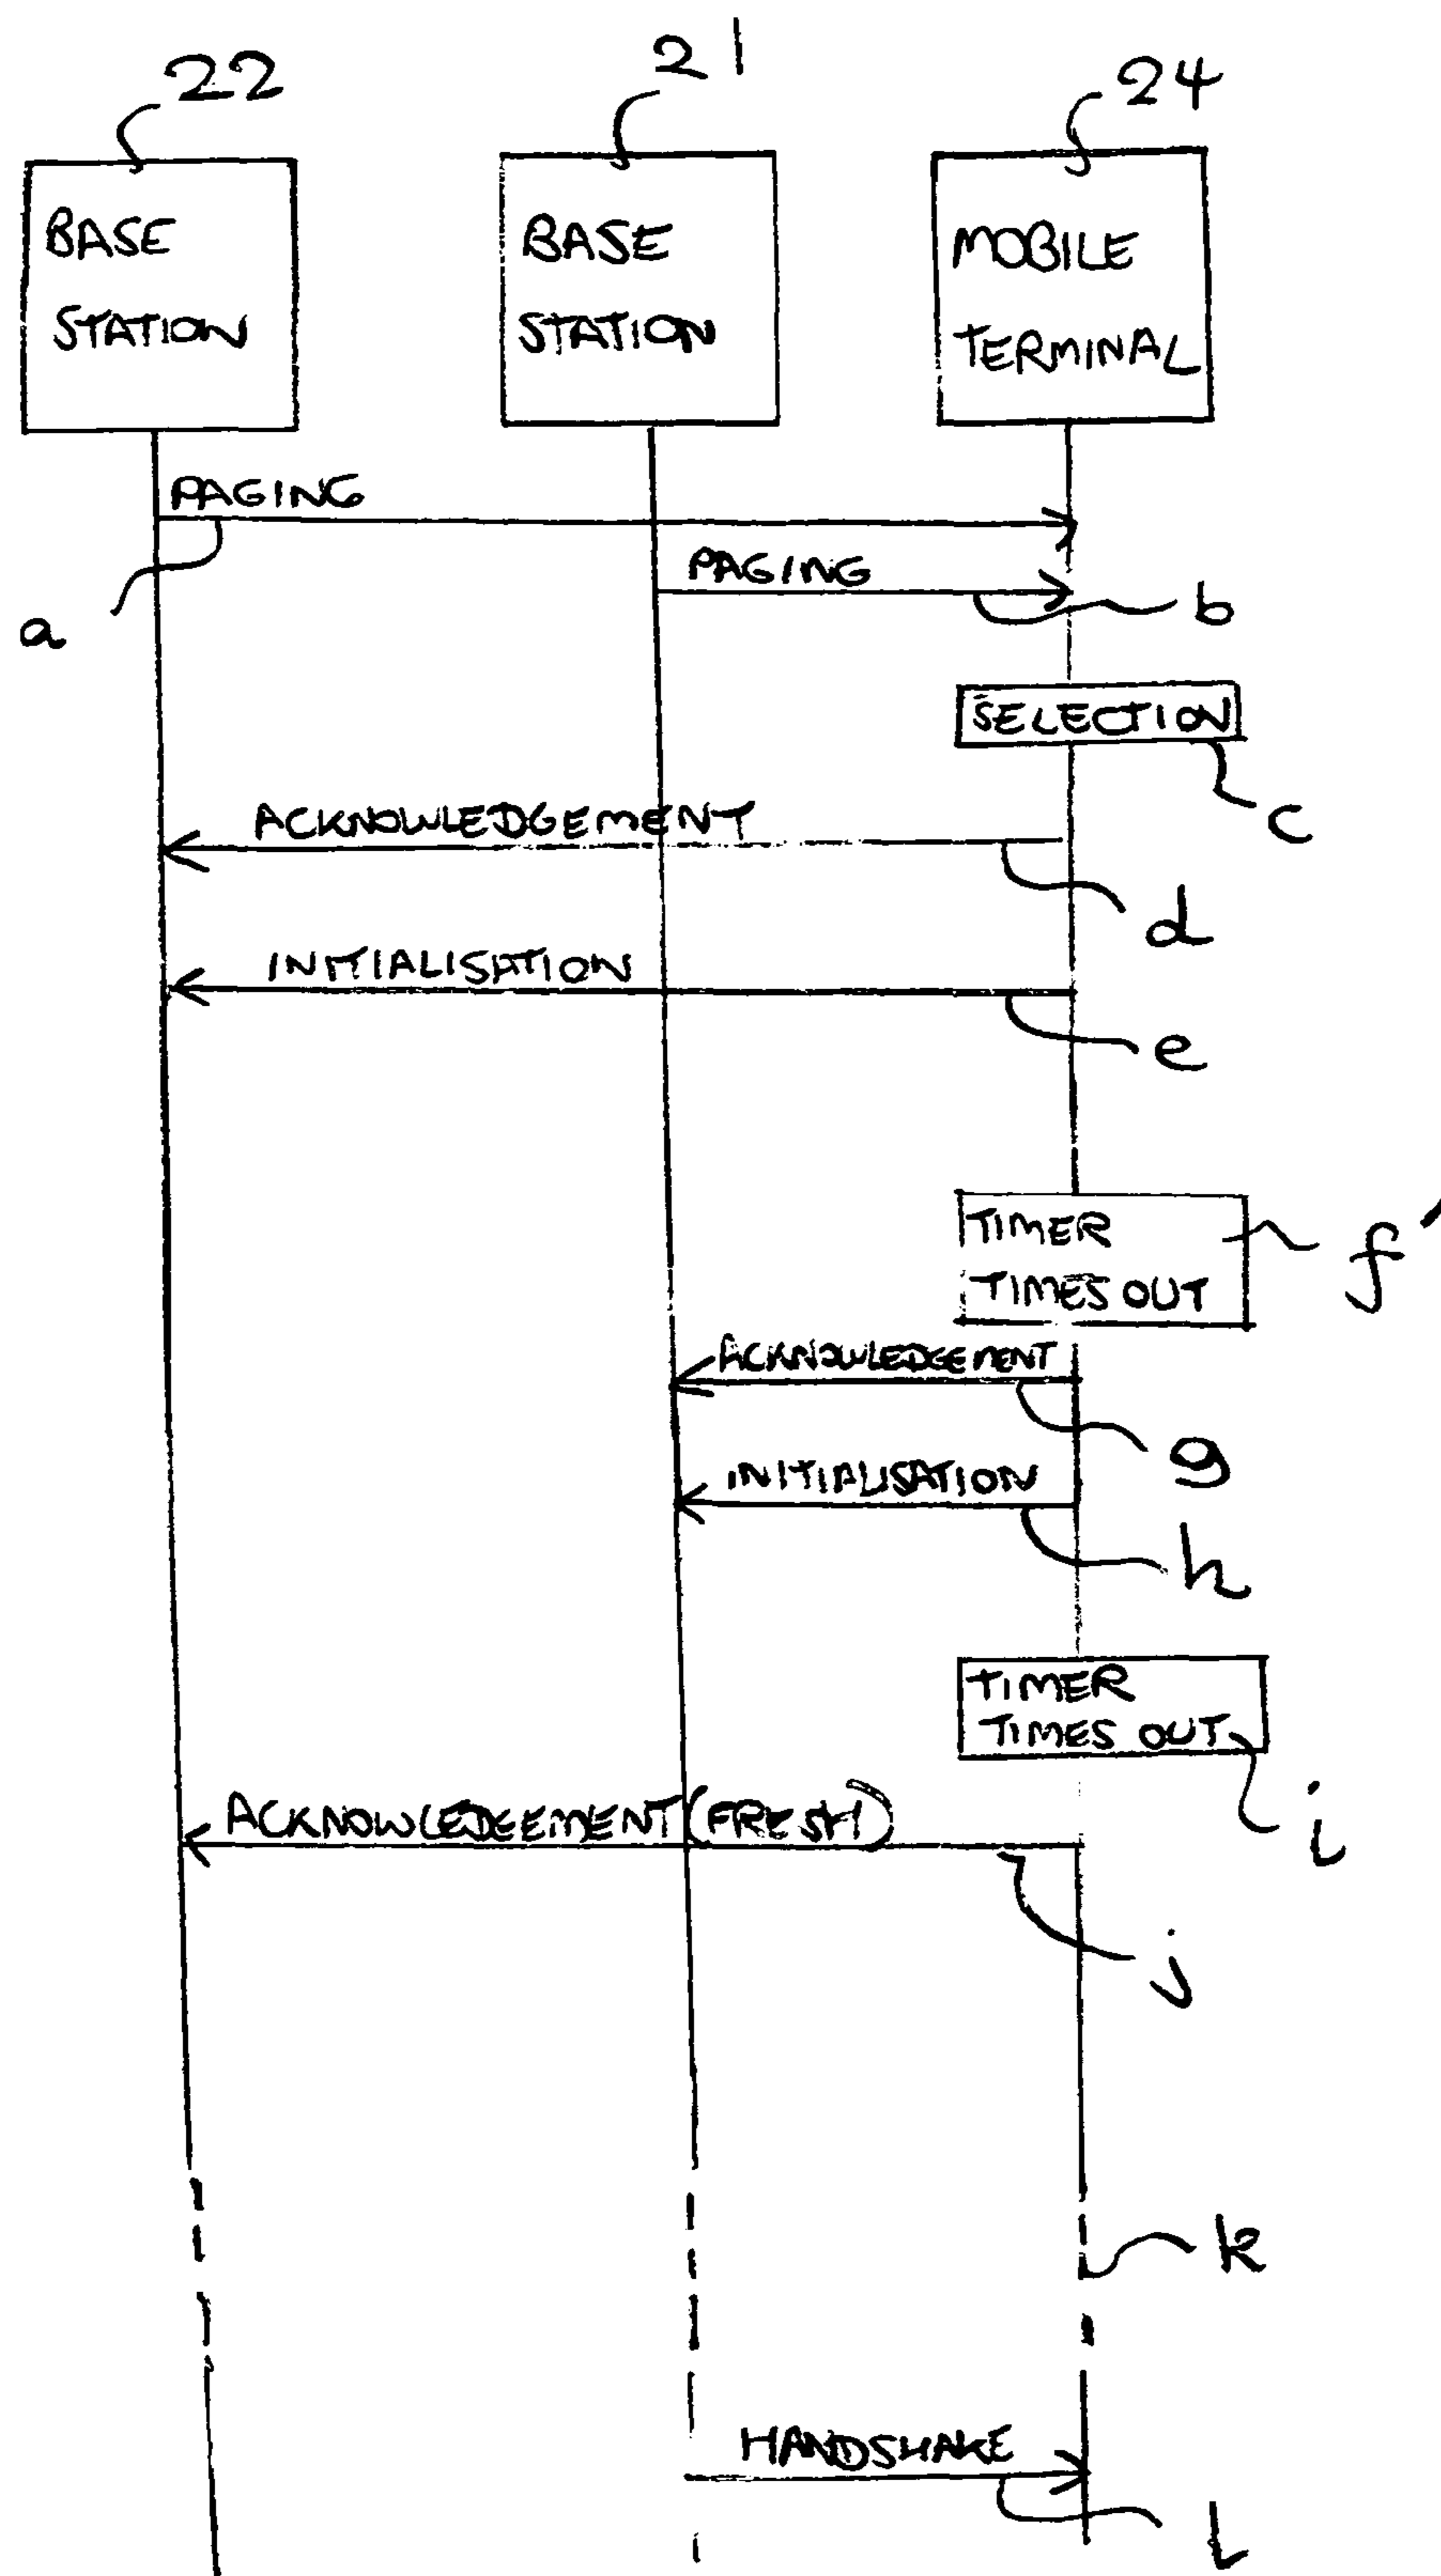 22
21
24
BASE
STATION
BASE
STATION
MOBILE
TERMINAL
PAGING
a
PAGING
b
SELECTION
c
ACKNOWLEDGEMENT
d
INITIALISATION
e
TIMER
TIMES OUT
f'
ACKNOWLEDGEMENT
g
INITIALISATION
h
TIMER
TIMES OUT
i
ACKNOWLEDEEMENT (FRESH)
j
k
HANDSHAKE
l